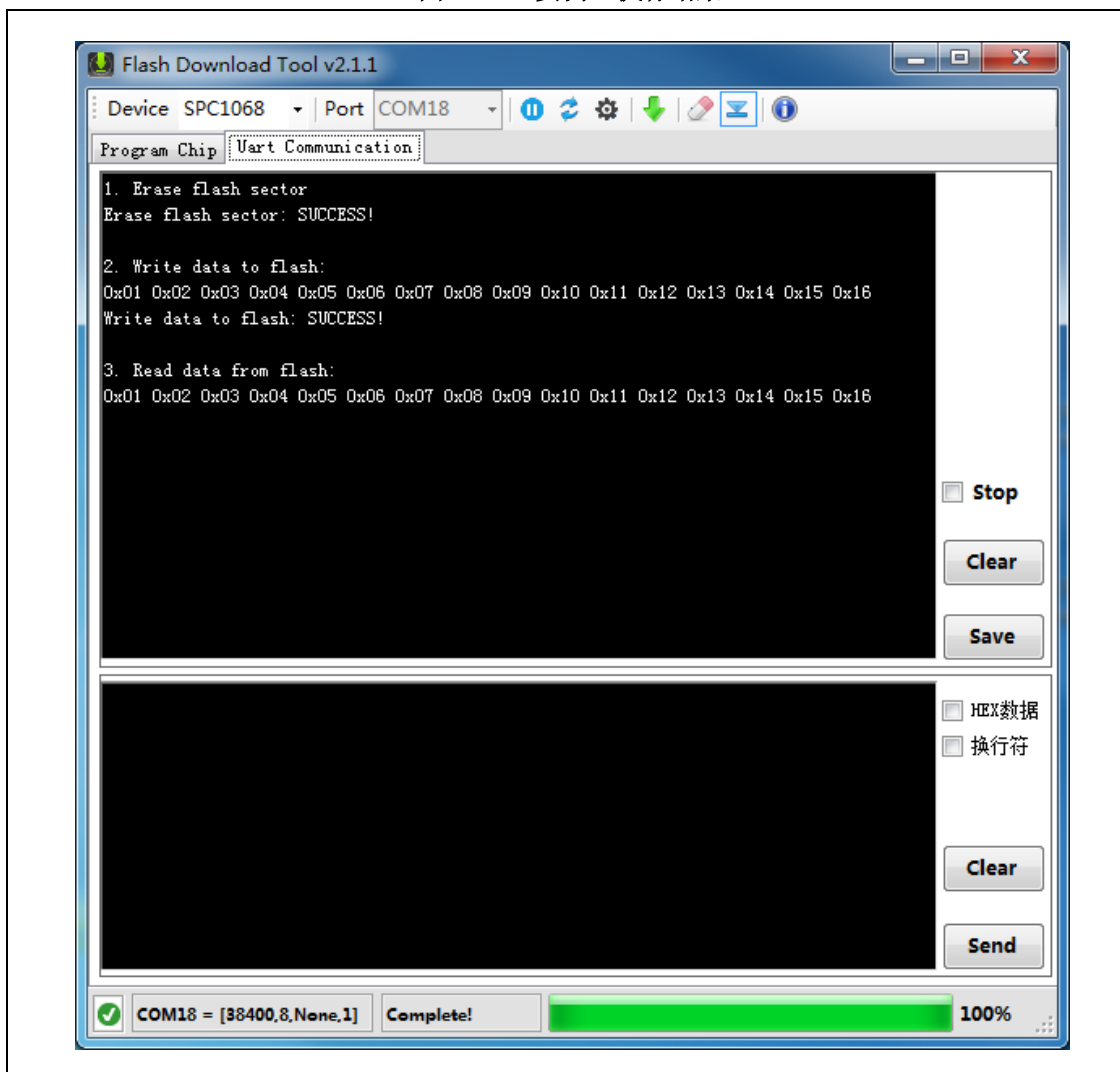 Flash Download Tool v2.1.1
Device SPC1068 Port COM18
Program Chip Uart Communication
1. Erase flash sector
Erase flash sector: SUCCESS!
2. Write data to flash:
0x01 0x02 0x03 0x04 0x05 0x06 0x07 0x08 0x09 0x10 0x11 0x12 0x13 0x14 0x15 0x16
Write data to flash: SUCCESS!
3. Read data from flash:
0x01 0x02 0x03 0x04 0x05 0x06 0x07 0x08 0x09 0x10 0x11 0x12 0x13 0x14 0x15 0x16
Stop
Clear
Save
HEX数据
换行符
Clear
Send
COM18 = [38400,8,None,1] Complete! 100%